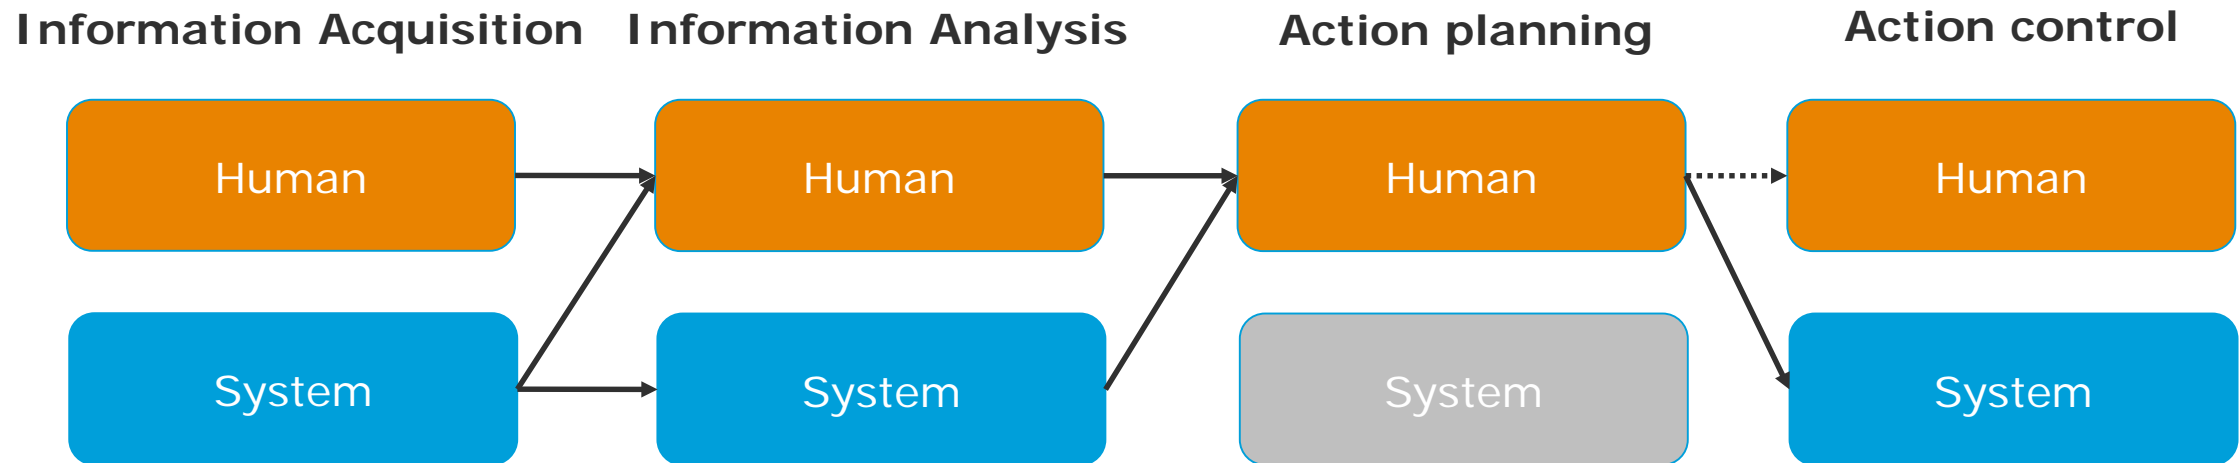 Information Acquisition
Information Analysis
Action planning
Action control
Human
Human
Human
Human
System
System
System
System